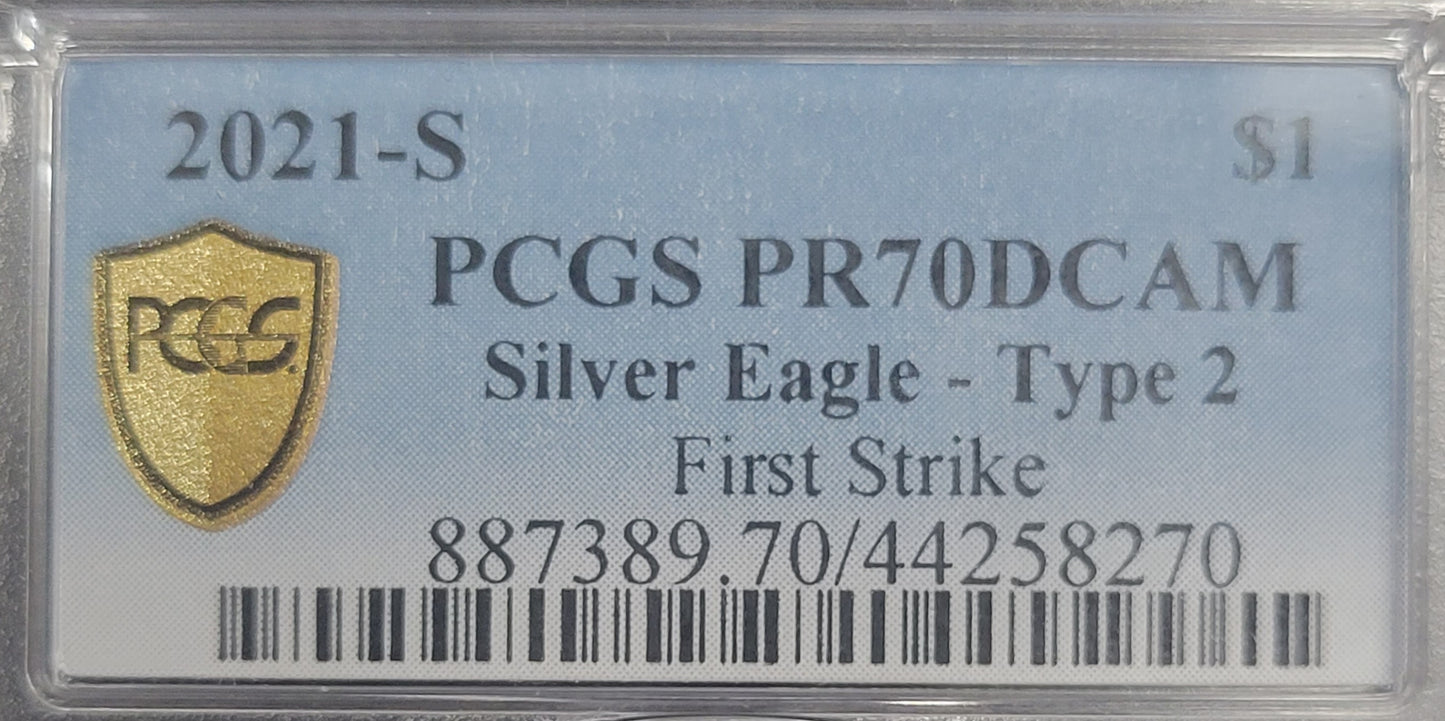 2021-S $1
PCGS
PCGS PR70DCAM
Silver Eagle - Type 2
First Strike
887389.70/44258270